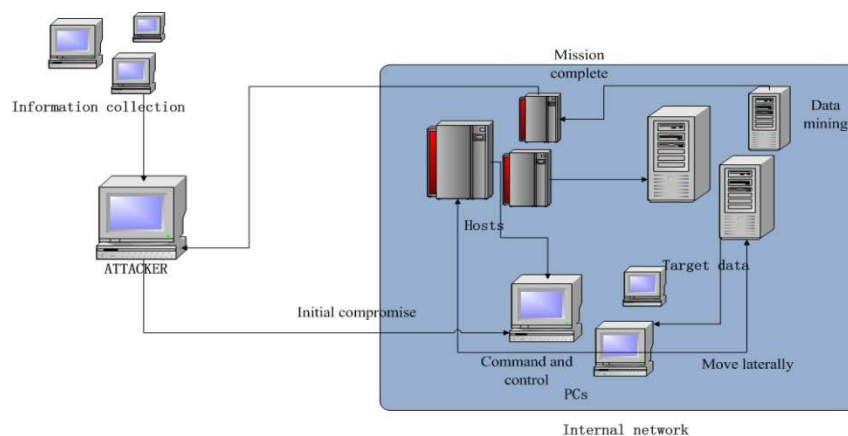 Mission
complete
Information collection
Data
mining
Hosts
ATTACKER
Target data
Initial compromise
Command and
control
Move laterally
PCs
Internal network